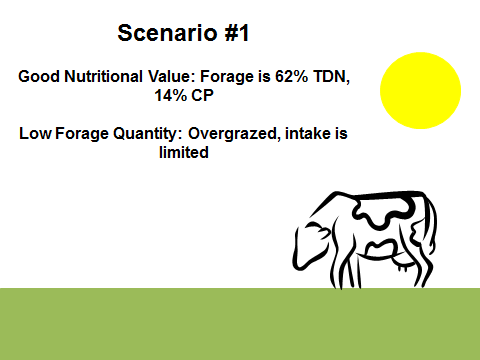 Scenario #1
Good Nutritional Value: Forage is 62% TDN,
14% CP
Low Forage Quantity: Overgrazed, intake is
limited